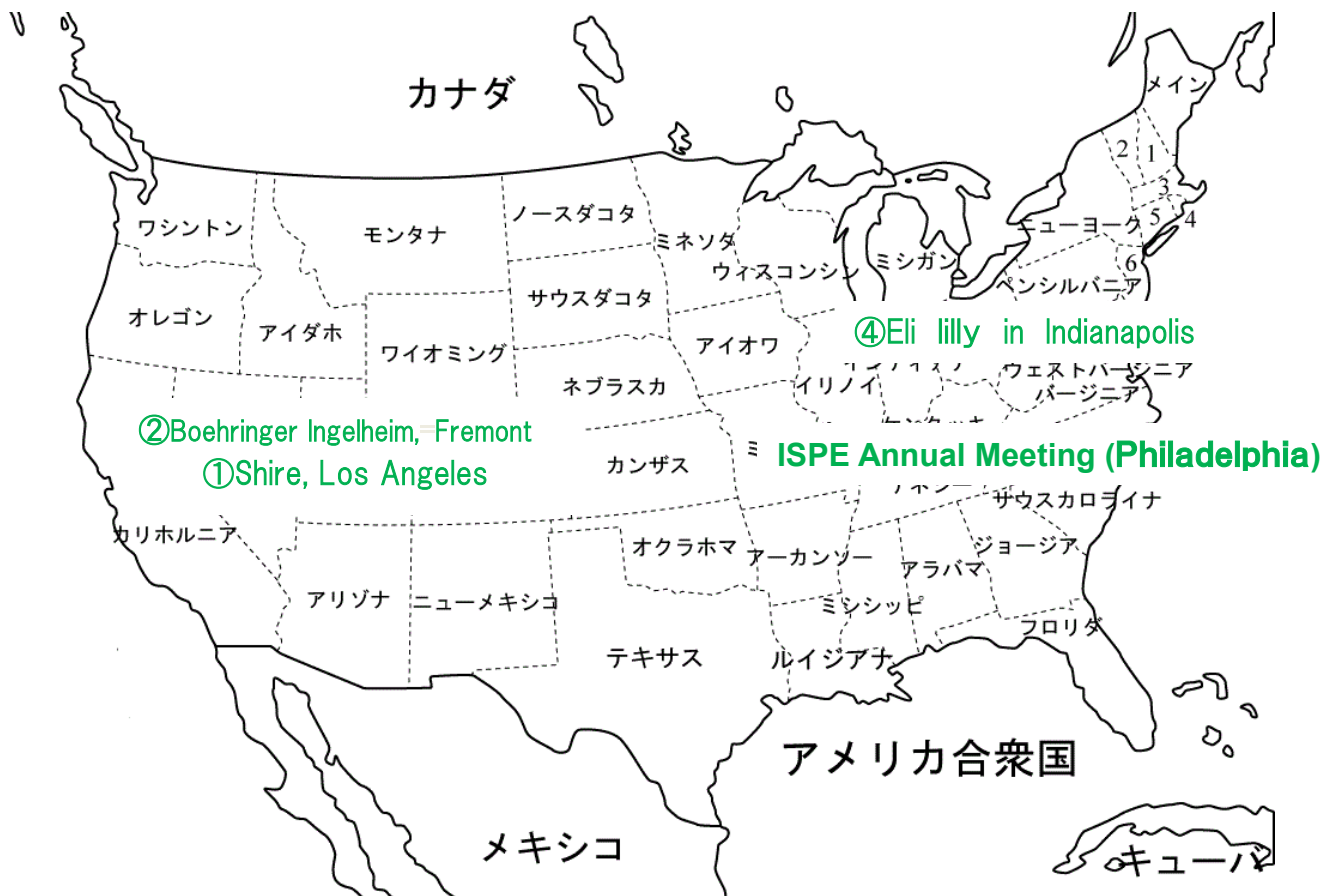 カナダ
メイン
2
1
3
5
4
6
ワシントン
モンタナ
ノースダコタ
ミネソタ
ニューヨーク
ウィスコンシン
ミシガン
ペンシルバニア
オレゴン
アイダホ
サウスダコタ
ワイオミング
アイオワ
④Eli lilly in Indianapolis
ネブラスカ
イリノイ
ウェストバージニア
バージニア
②Boehringer Ingelheim, Fremont
①Shire, Los Angeles
カンザス
ISPE Annual Meeting (Philadelphia)
サウスカロライナ
カリホルニア
オクラホマ
アーカンソー
ジョージア
アラバマ
アリゾナ
ニューメキシコ
ミシシッピ
フロリダ
テキサス
ルイジアナ
アメリカ合衆国
メキシコ
キューバ